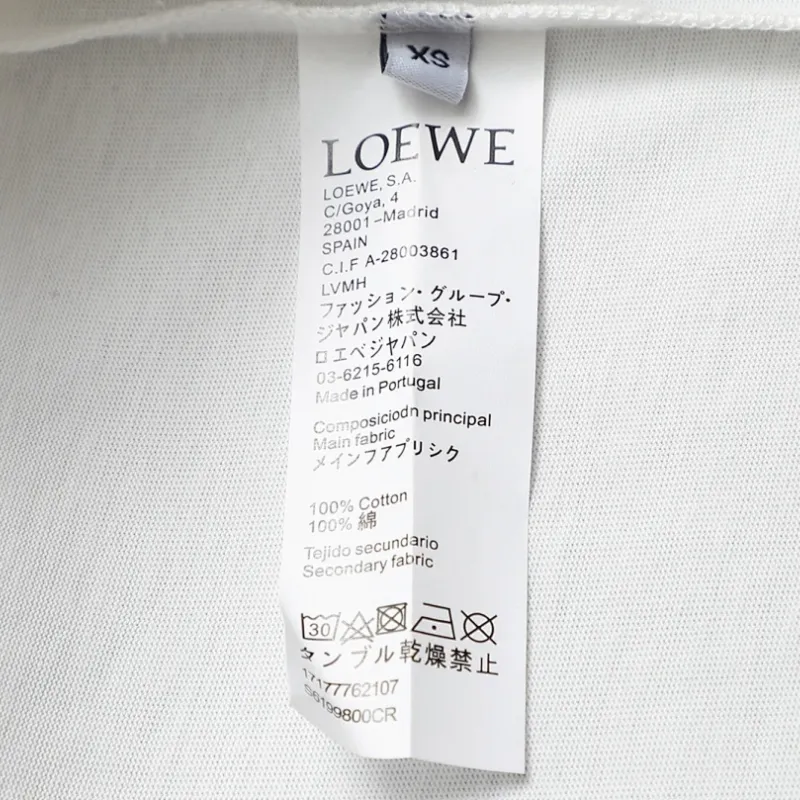 XS
LOEWE
LOEWE, S.A.
C/Goya, 4
28001-Madrid
SPAIN
C.I.F A-28003861
LVMH
ファッション・グループ・
ジャパン株式会社
ロエベジャパン
03-6215-6116
Made in Portugal
Composiciodn principal
Main fabric
メインファブリシク
100% Cotton
100% 綿
Tejido secundario
Secondary fabric
30
タンブル乾燥禁止
17177762107
S6199800CR